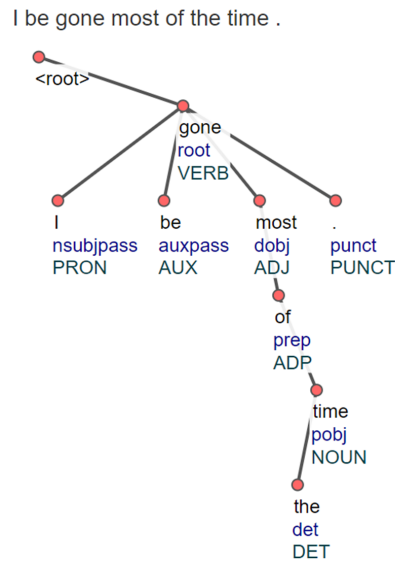 I be gone most of the time .
<root>
gone
root
VERB
I be most .
nsubjpass auxpass dobj punct
PRON AUX ADJ PUNCT
of
prep
ADP
time
pobj
NOUN
the
det
DET